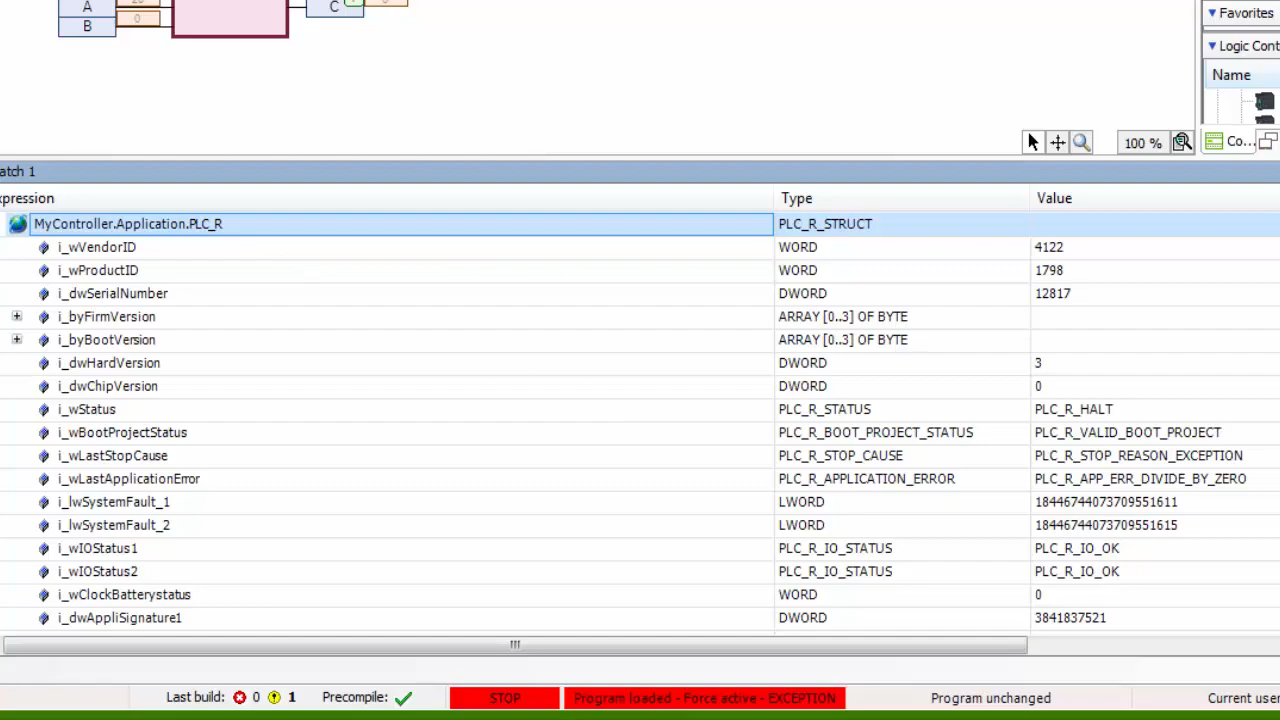 A
B 0
C
Favorites
Logic Cont
Name
100 %
Co...
atch 1
xpression Type Value
MyController.Application.PLC_R PLC_R_STRUCT
i_wVendorID WORD 4122
i_wProductID WORD 1798
i_dwSerialNumber DWORD 12817
i_byFirmVersion ARRAY [0..3] OF BYTE
i_byBootVersion ARRAY [0..3] OF BYTE
i_dwHardVersion DWORD 3
i_dwChipVersion DWORD 0
i_wStatus PLC_R_STATUS PLC_R_HALT
i_wBootProjectStatus PLC_R_BOOT_PROJECT_STATUS PLC_R_VALID_BOOT_PROJECT
i_wLastStopCause PLC_R_STOP_CAUSE PLC_R_STOP_REASON_EXCEPTION
i_wLastApplicationError PLC_R_APPLICATION_ERROR PLC_R_APP_ERR_DIVIDE_BY_ZERO
i_lwSystemFault_1 LWORD 18446744073709551611
i_lwSystemFault_2 LWORD 18446744073709551615
i_wIOStatus1 PLC_R_IO_STATUS PLC_R_IO_OK
i_wIOStatus2 PLC_R_IO_STATUS PLC_R_IO_OK
i_wClockBatterystatus WORD 0
i_dwAppliSignature1 DWORD 3841837521
Last build: 0 1 Precompile: STOP Program loaded - Force active - EXCEPTION Program unchanged Current use